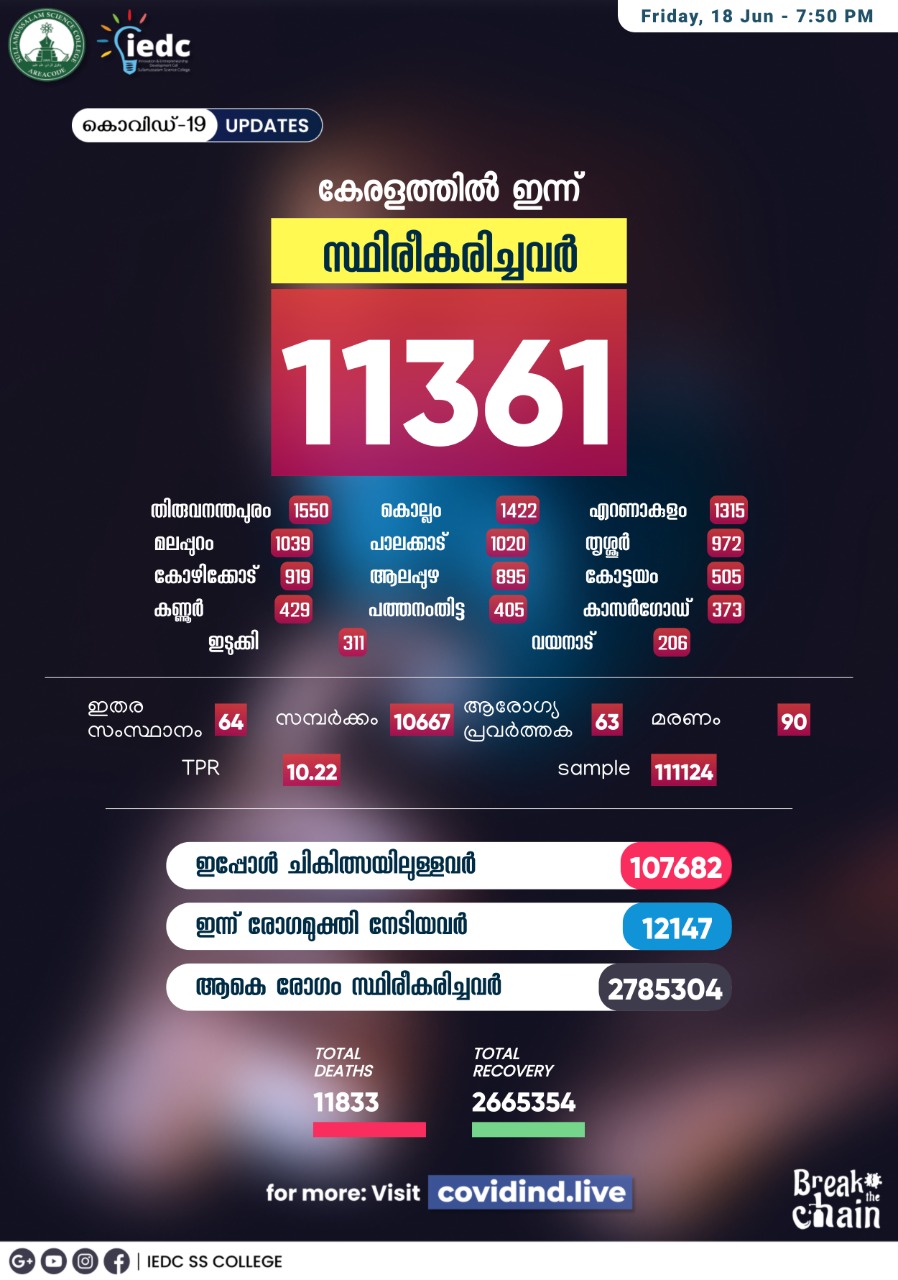 Friday, 18 Jun - 7:50 PM
SULLAMUSSALAM SCIENCE COLLEGE
AREACODE
iedc
കൊവിഡ്-19 UPDATES
കേരളത്തിൽ ഇന്ന്
സ്ഥിരീകരിച്ചവർ
11361
തിരുവനന്തപുരം 1550 കൊല്ലം 1422 എറണാകുളം 1315
മലപ്പുറം 1039 പാലക്കാട് 1020 തൃശ്ശൂർ 972
കോഴിക്കോട് 919 ആലപ്പുഴ 895 കോട്ടയം 505
കണ്ണൂർ 429 പത്തനംതിട്ട 405 കാസർഗോഡ് 373
ഇടുക്കി 311 വയനാട് 206
ഇതര സംസ്ഥാനം 64 സമ്പർക്കം 10667 ആരോഗ്യ പ്രവർത്തക 63 മരണം 90
TPR 10.22 sample 111124
ഇപ്പോൾ ചികിത്സയിലുള്ളവർ 107682
ഇന്ന് രോഗമുക്തി നേടിയവർ 12147
ആകെ രോഗം സ്ഥിരീകരിച്ചവർ 2785304
TOTAL DEATHS
11833
TOTAL RECOVERY
2665354
for more: Visit covidind.live
Break the chain
G+ f | IEDC SS COLLEGE